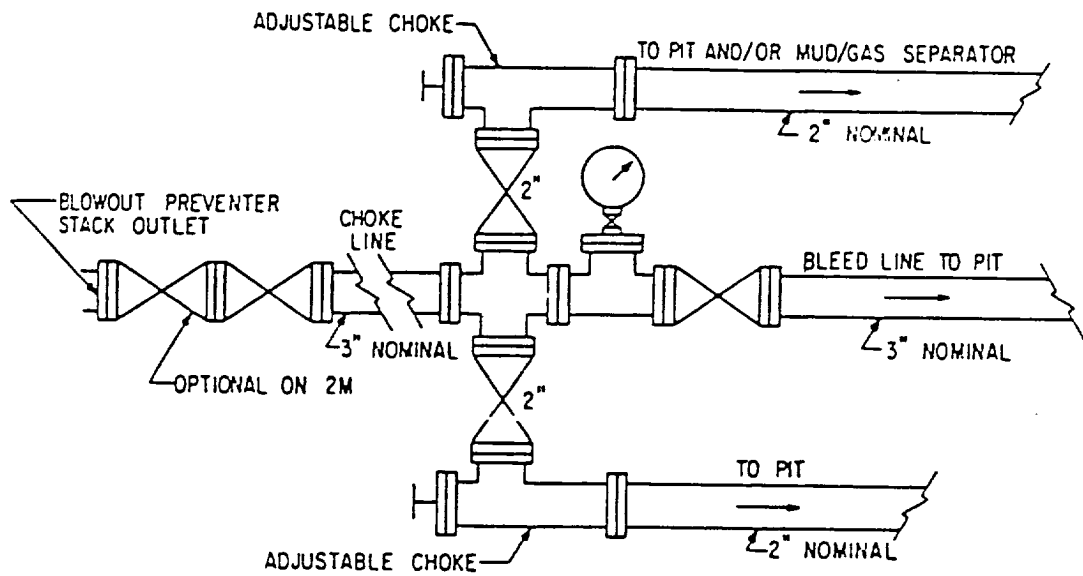 ADJUSTABLE CHOKE
TO PIT AND/OR MUD/GAS SEPARATOR
2" NOMINAL
2"
BLOWOUT PREVENTER
STACK OUTLET
CHOKE
LINE
BLEED LINE TO PIT
3" NOMINAL
3" NOMINAL
OPTIONAL ON 2M
2"
TO PIT
ADJUSTABLE CHOKE
2" NOMINAL